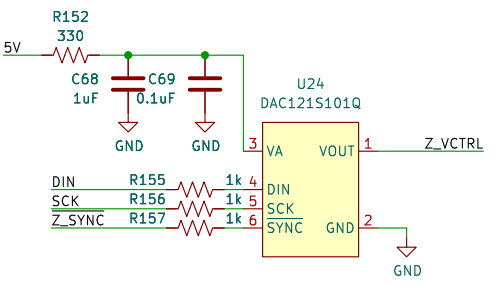 R152
330
5V
C68
1uF
C69
0.1uF
GND
GND
U24
DAC121S101Q
3 VA VOUT 1 Z_VCTRL
DIN R155 1k 4 DIN
SCK R156 1k 5 SCK
Z_SYNC R157 1k 6 SYNC GND 2
GND